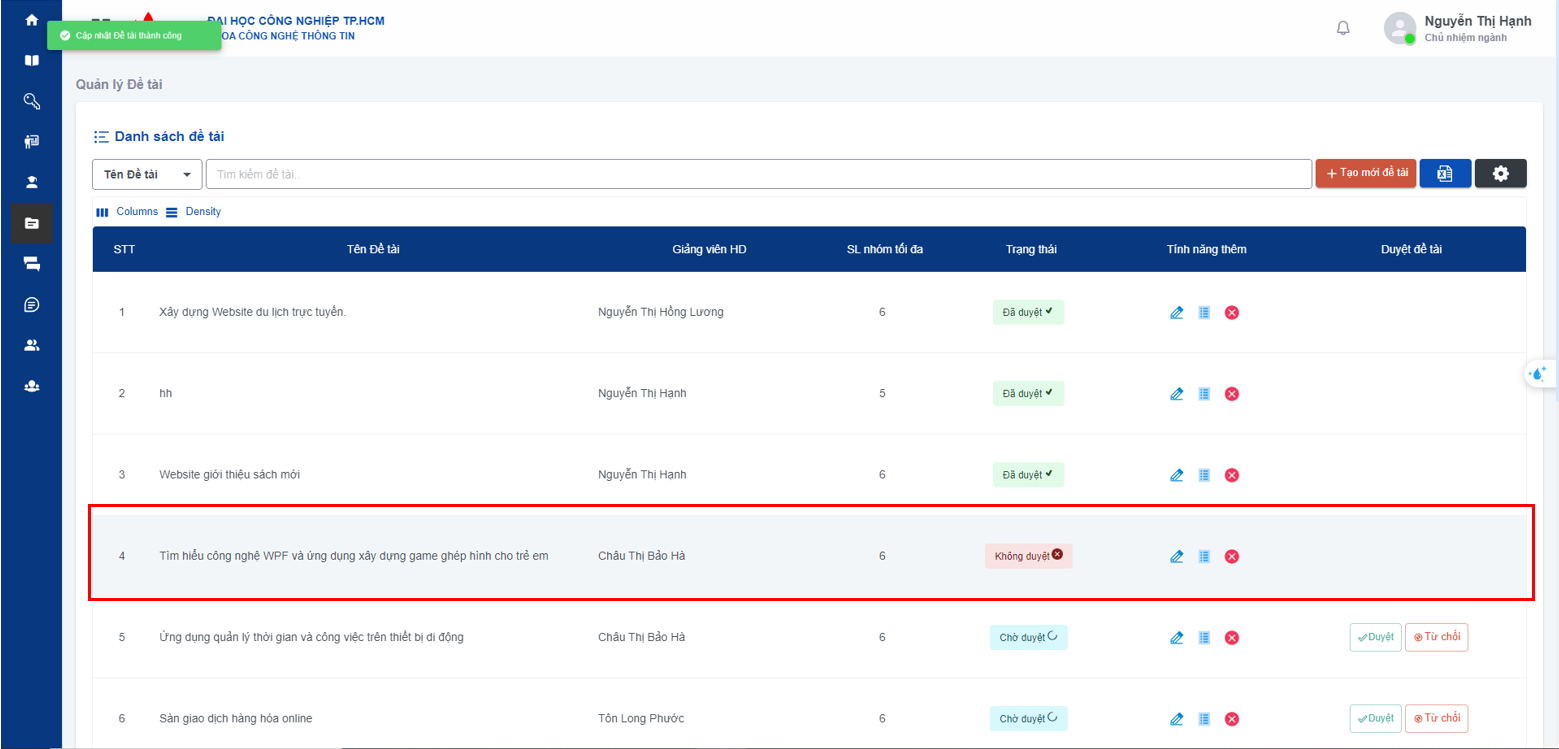 ĐẠI HỌC CÔNG NGHIỆP TP.HCM
Cập nhật Đề tài thành công
OA CÔNG NGHỆ THÔNG TIN
Nguyễn Thị Hạnh
Chủ nhiệm ngành
Quản lý Đề tài
Danh sách đề tài
Tên Đề tài
Tìm kiếm đề tài..
+ Tạo mới đề tài
Columns Density
STT Tên Đề tài Giảng viên HD SL nhóm tối đa Trạng thái Tính năng thêm Duyệt đề tài
1 Xây dựng Website du lịch trực tuyến. Nguyễn Thị Hồng Lương 6 Đã duyệt
2 hh Nguyễn Thị Hạnh 5 Đã duyệt
3 Website giới thiệu sách mới Nguyễn Thị Hạnh 6 Đã duyệt
4 Tìm hiểu công nghệ WPF và ứng dụng xây dựng game ghép hình cho trẻ em Châu Thị Bảo Hà 6 Không duyệt
5 Ứng dụng quản lý thời gian và công việc trên thiết bị di động Châu Thị Bảo Hà 6 Chờ duyệt Duyệt Từ chối
6 Sàn giao dịch hàng hóa online Tôn Long Phước 6 Chờ duyệt Duyệt Từ chối